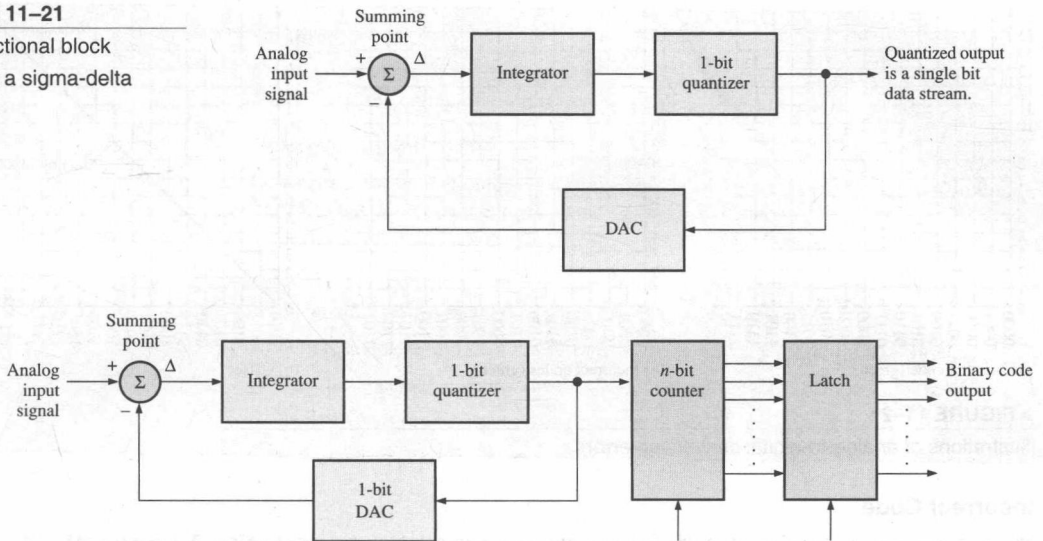 11–21
ctional block
a sigma-delta
Summing
point
Analog
input
signal
+
Σ
Δ
−
Integrator
1-bit
quantizer
Quantized output
is a single bit
data stream.
DAC
Summing
point
Analog
input
signal
+
Σ
Δ
−
Integrator
1-bit
quantizer
n-bit
counter
Latch
Binary code
output
1-bit
DAC